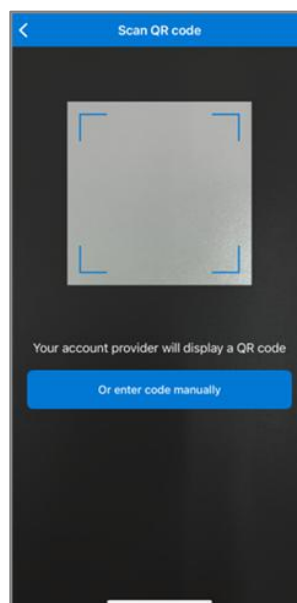 Scan QR code
Your account provider will display a QR code
Or enter code manually